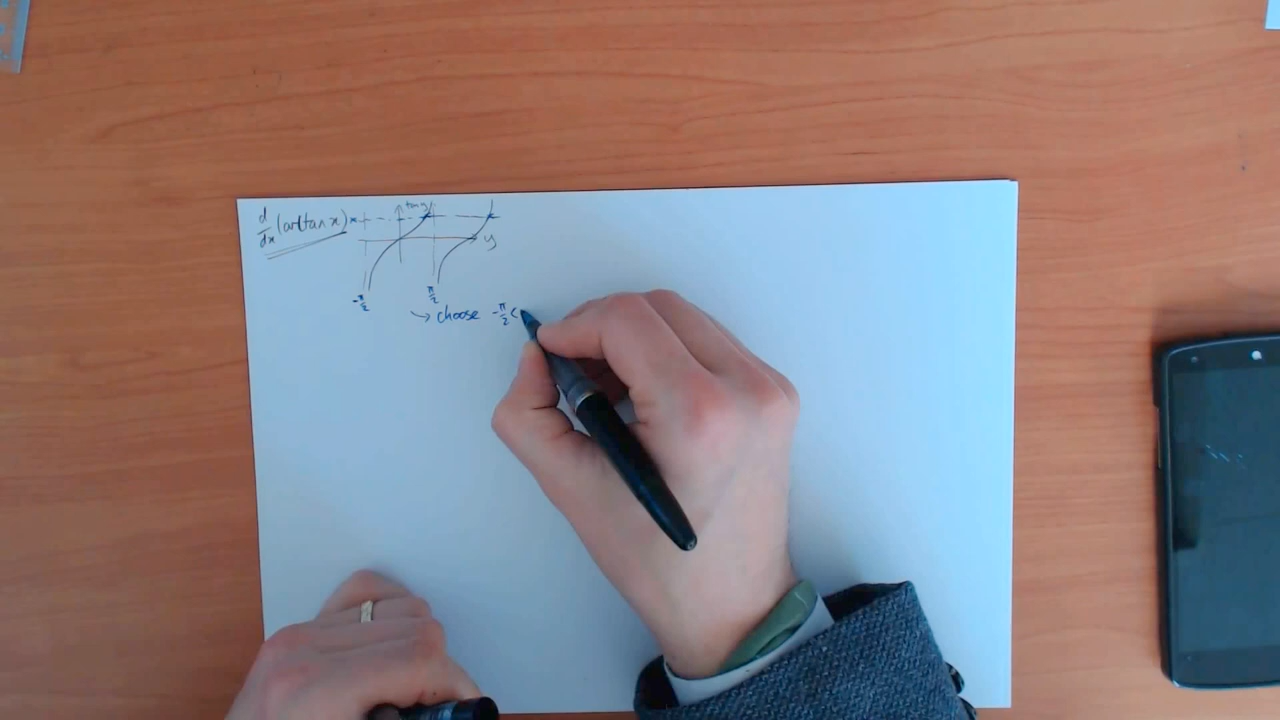 d/dx (arctan x)
x
tan y
y
-π/2
π/2
→ choose -π/2 <